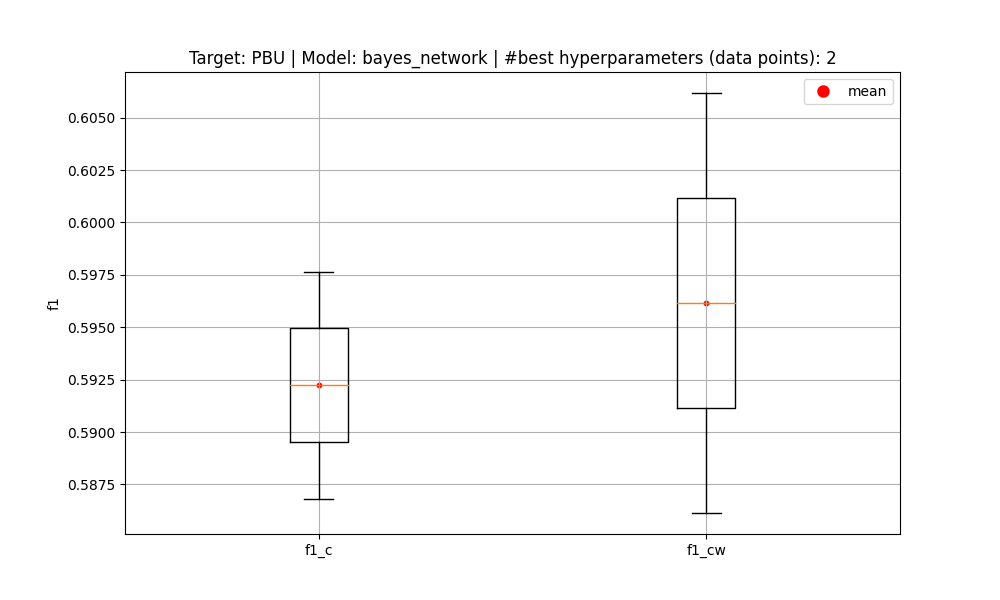 Target: PBU | Model: bayes_network | #best hyperparameters (data points): 2
mean
0.6050
0.6025
0.6000
0.5975
0.5950
0.5925
0.5900
0.5875
f1
f1_c
f1_cw